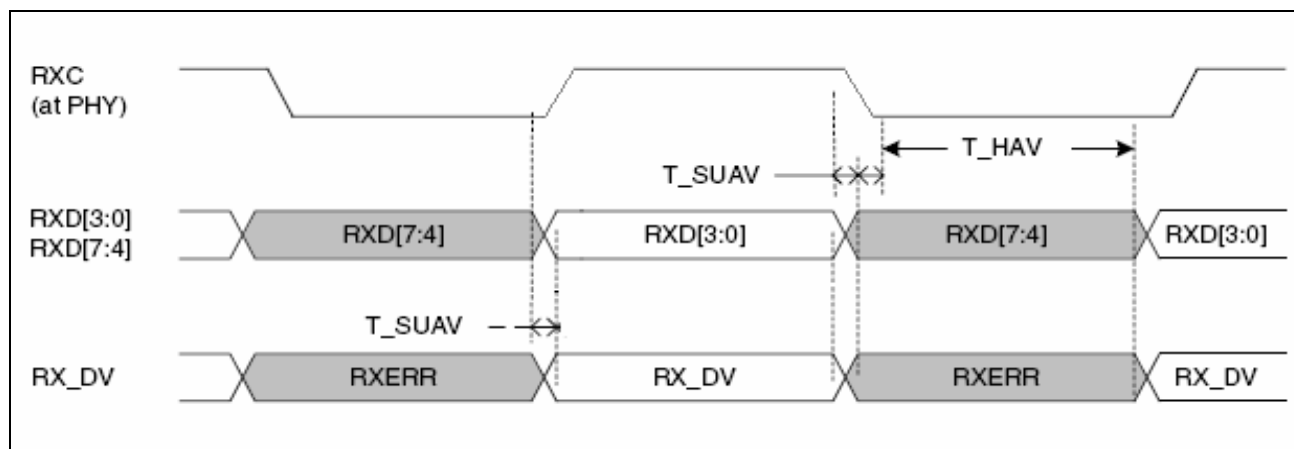 RXC
(at PHY)
T_HAV
T_SUAV
RXD[3:0]
RXD[7:4]
RXD[7:4]
RXD[3:0]
RXD[7:4]
RXD[3:0]
T_SUAV
RX_DV
RXERR
RX_DV
RXERR
RX_DV